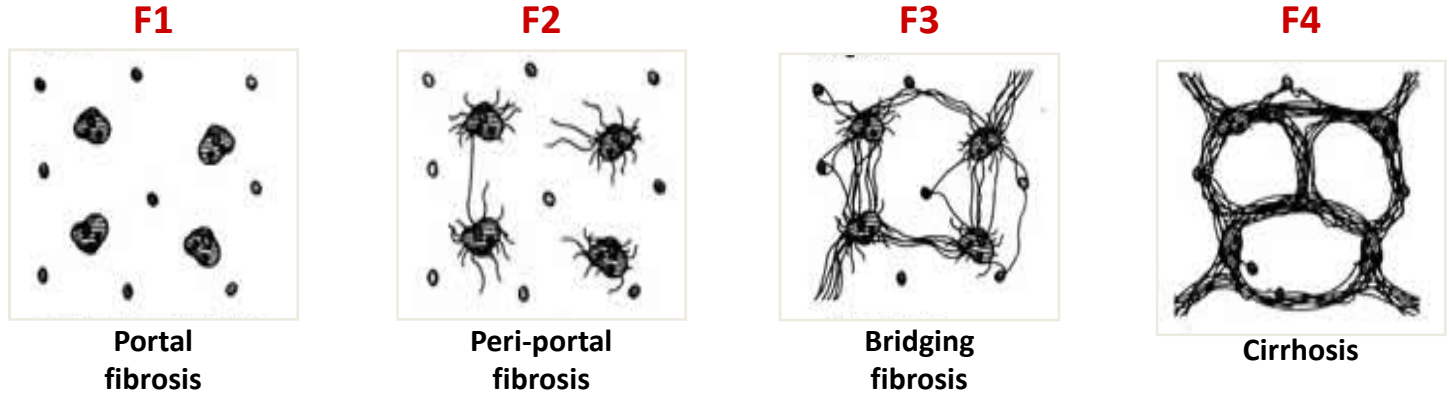 F1
F2
F3
F4
Portal
fibrosis
Peri-portal
fibrosis
Bridging
fibrosis
Cirrhosis